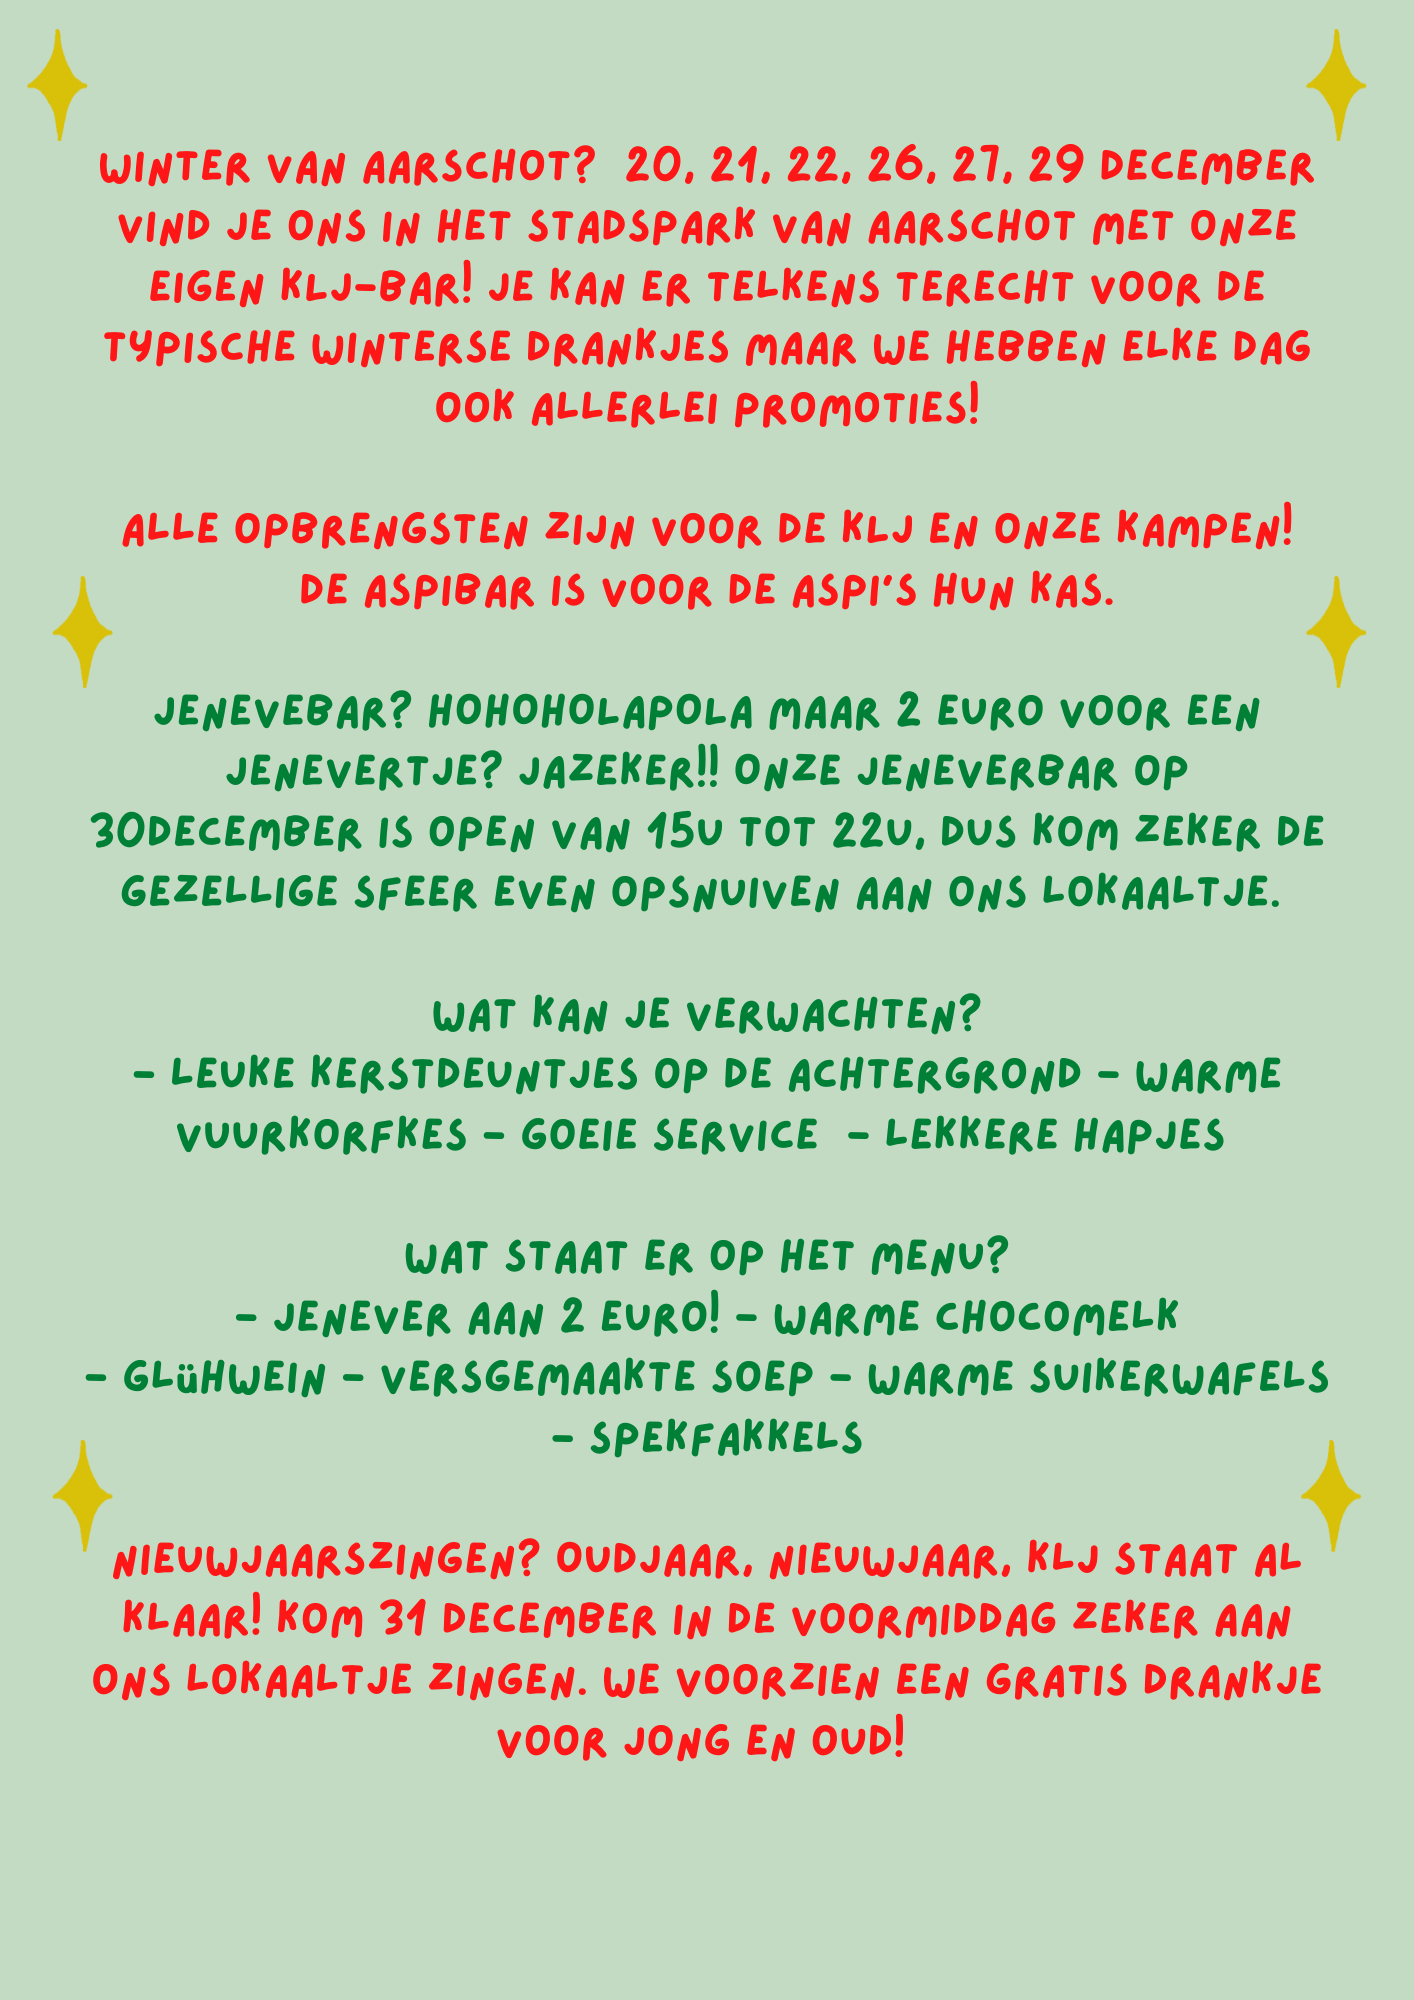 WINTER VAN AARSCHOT? 20, 21, 22, 26, 27, 29 DECEMBER
VIND JE ONS IN HET STADSPARK VAN AARSCHOT MET ONZE
EIGEN KLJ-BAR! JE KAN ER TELKENS TERECHT VOOR DE
TYPISCHE WINTERSE DRANKJES MAAR WE HEBBEN ELKE DAG
OOK ALLERLEI PROMOTIES!
ALLE OPBRENGSTEN ZIJN VOOR DE KLJ EN ONZE KAMPEN!
DE ASPIBAR IS VOOR DE ASPI'S HUN KAS.
JENEVEBAR? HOHOHOLAPOLA MAAR 2 EURO VOOR EEN
JENEVERTJE? JAZEKER!! ONZE JENEVERBAR OP
30DECEMBER IS OPEN VAN 15U TOT 22U, DUS KOM ZEKER DE
GEZELLIGE SFEER EVEN OPSNUIVEN AAN ONS LOKAALTJE.
WAT KAN JE VERWACHTEN?
- LEUKE KERSTDEUNTJES OP DE ACHTERGROND - WARME
VUURKORFKES - GOEIE SERVICE - LEKKERE HAPJES
WAT STAAT ER OP HET MENU?
- JENEVER AAN 2 EURO! - WARME CHOCOMELK
- GLüHWEIN - VERSGEMAAKTE SOEP - WARME SUIKERWAFELS
- SPEKFAKKELS
NIEUWJAARSZINGEN? OUDJAAR, NIEUWJAAR, KLJ STAAT AL
KLAAR! KOM 31 DECEMBER IN DE VOORMIDDAG ZEKER AAN
ONS LOKAALTJE ZINGEN. WE VOORZIEN EEN GRATIS DRANKJE
VOOR JONG EN OUD!